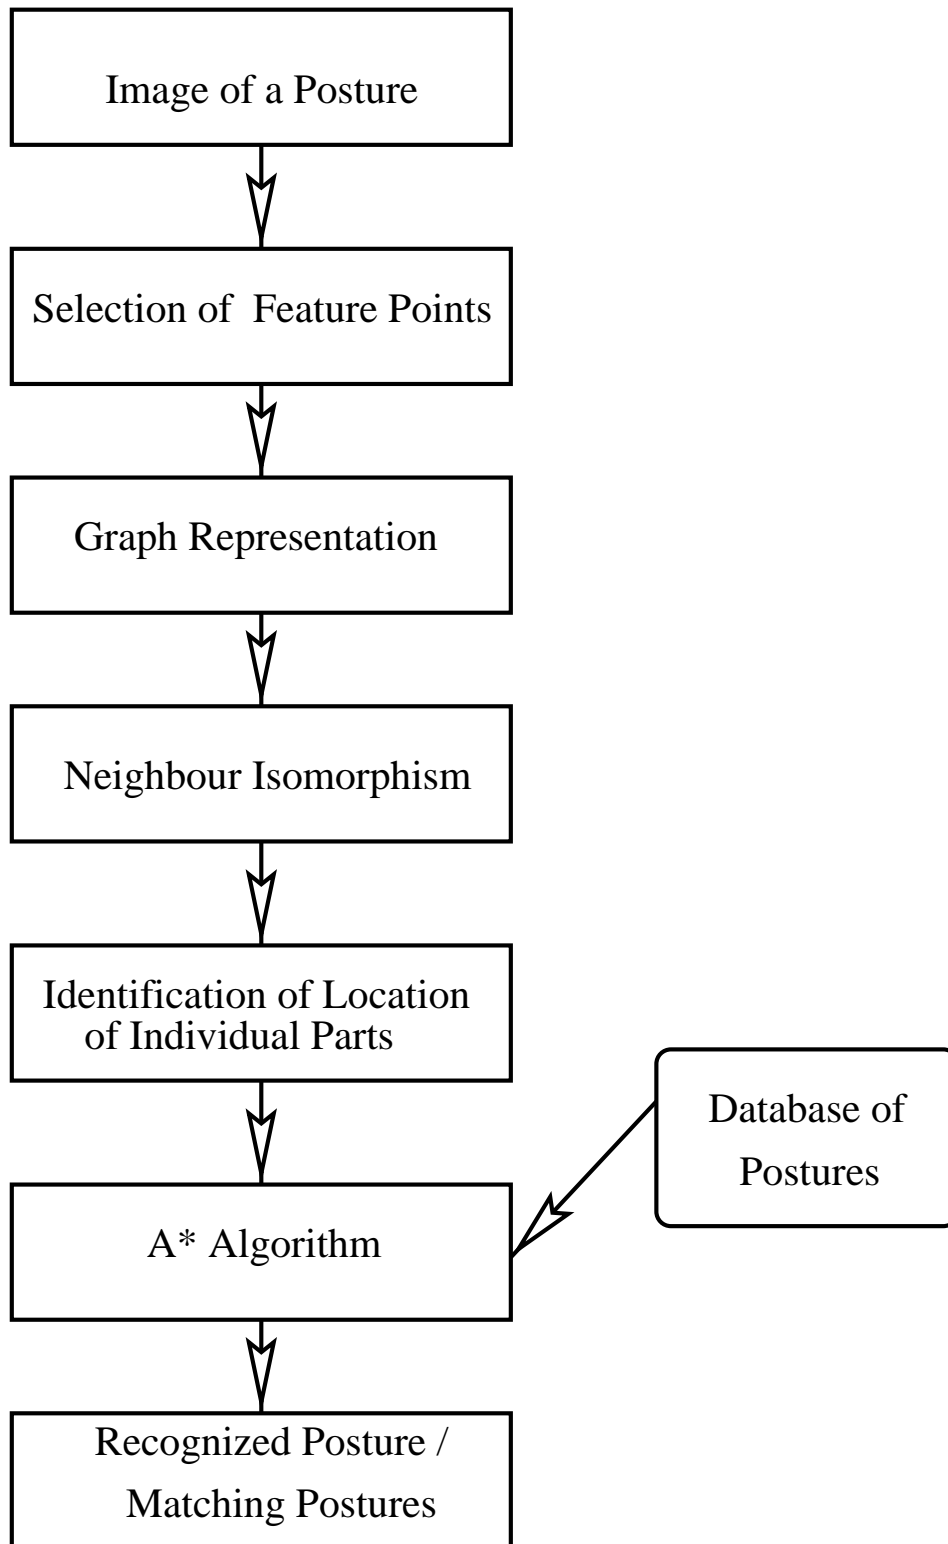 Image of a Posture
Selection of  Feature Points
Graph Representation
Neighbour Isomorphism
Identification of Location
of Individual Parts
Database of
Postures
A* Algorithm
Recognized Posture /
Matching Postures